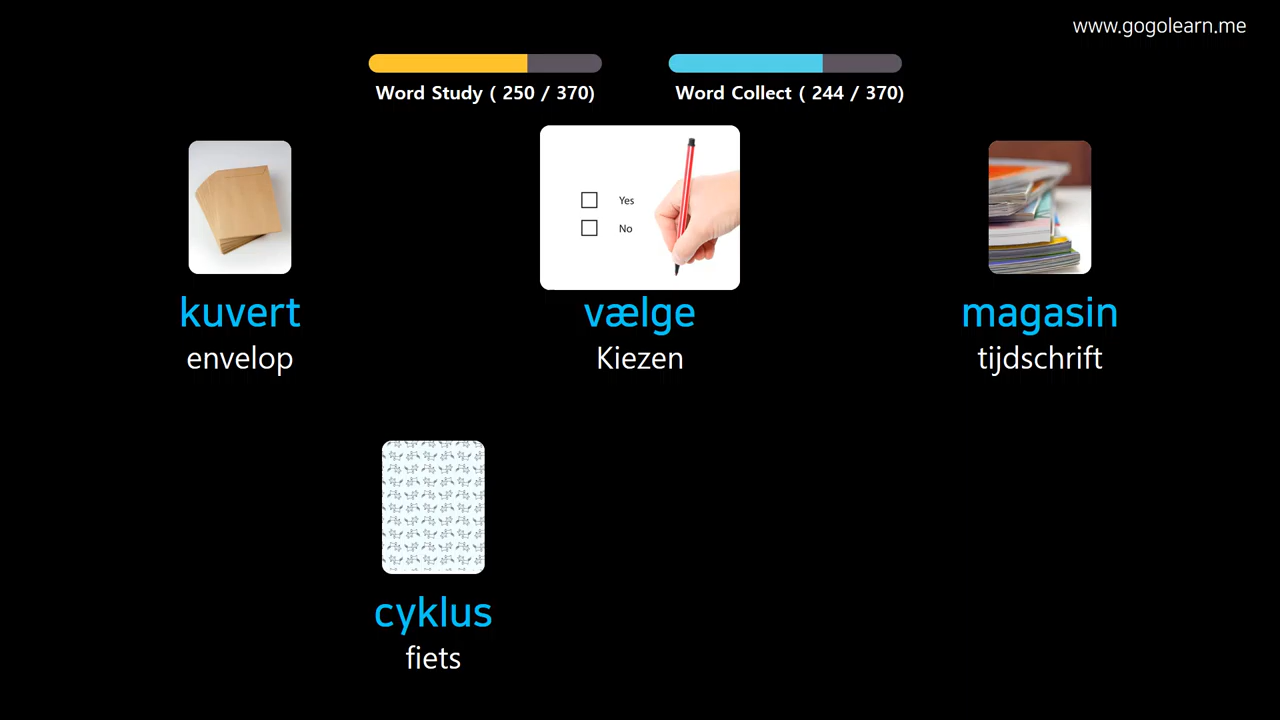 www.gogolearn.me
Word Study ( 250 / 370)
Word Collect ( 244 / 370)
Yes
No
kuvert
envelop
vælge
Kiezen
magasin
tijdschrift
cyklus
fiets